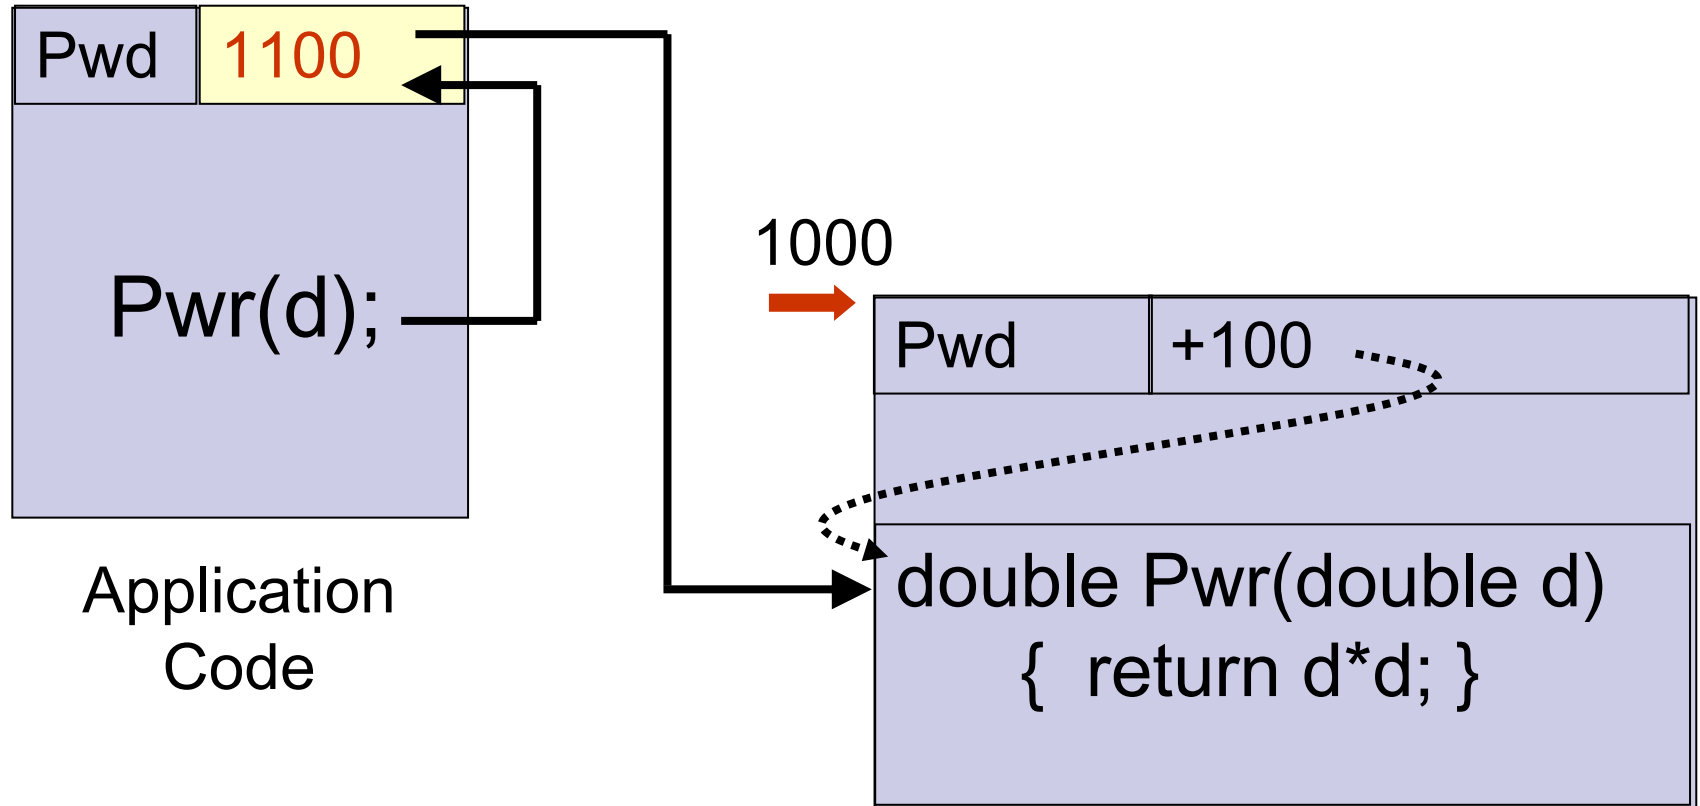 Pwd 1100
Pwr(d);
Application
Code
1000
Pwd +100
double Pwr(double d)
{ return d*d; }